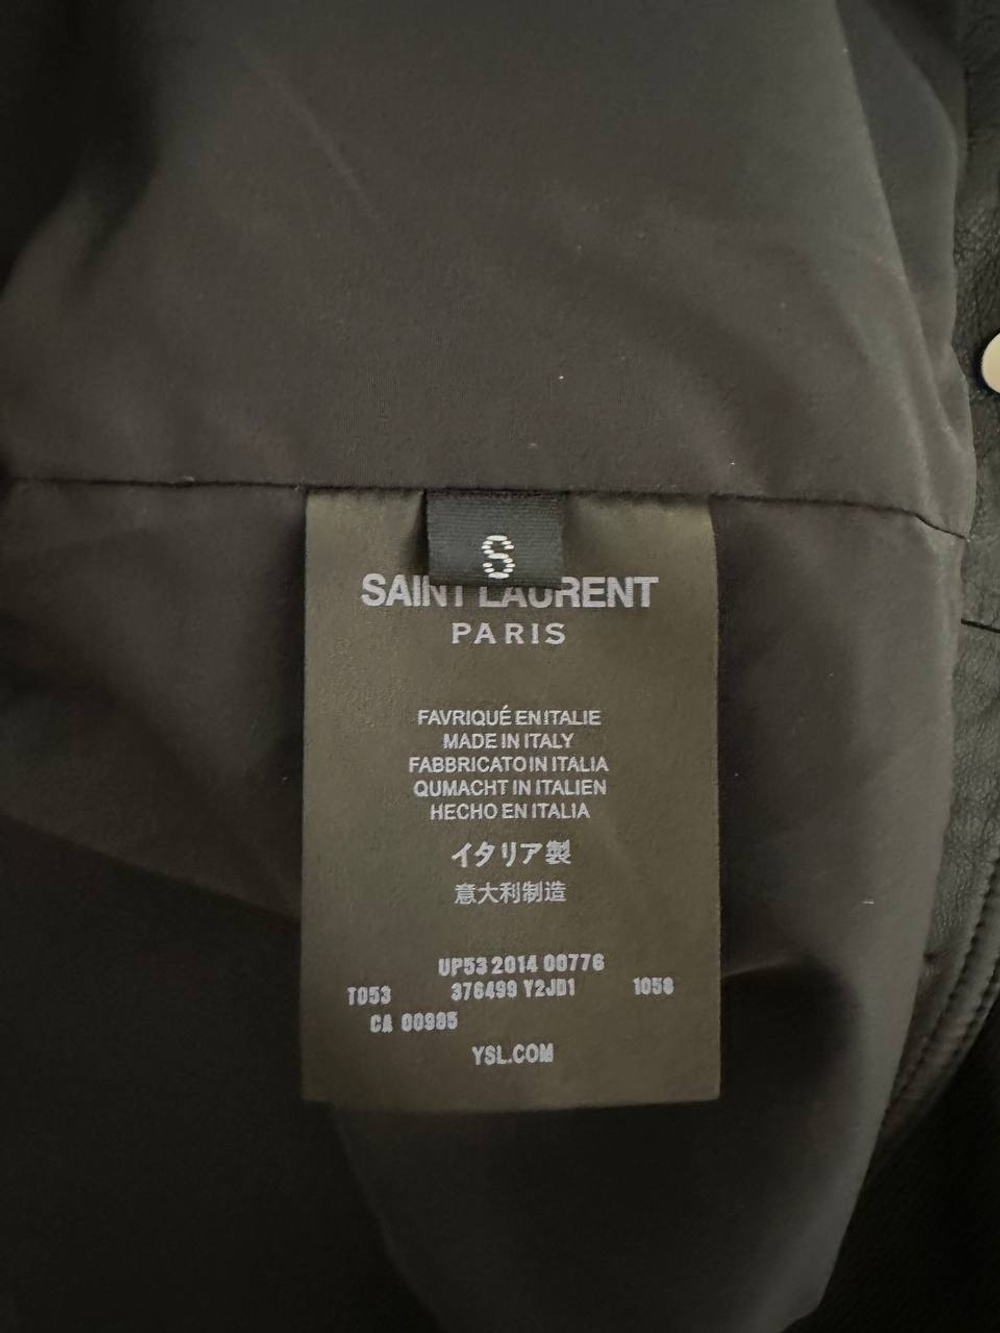 S
SAINT LAURENT
PARIS
FAVRIQUÉ EN ITALIE
MADE IN ITALY
FABBRICATO IN ITALIA
QUMACHT IN ITALIEN
HECHO EN ITALIA
イタリア製
意大利制造
UP53 2014 00776
T053 376499 Y2JD1 1058
CA 00985
YSL.COM